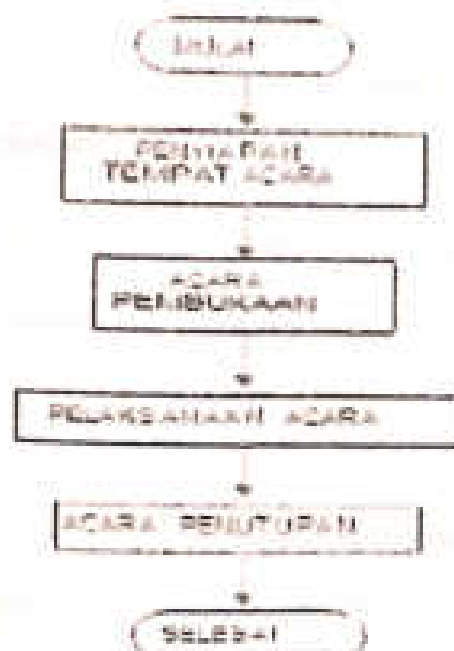 MULAI
PENYIAPAN
TEMPAT ACARA
ACARA
PEMBUKAAN
PELAKSANAAN ACARA
ACARA PENUTUPAN
SELESAI